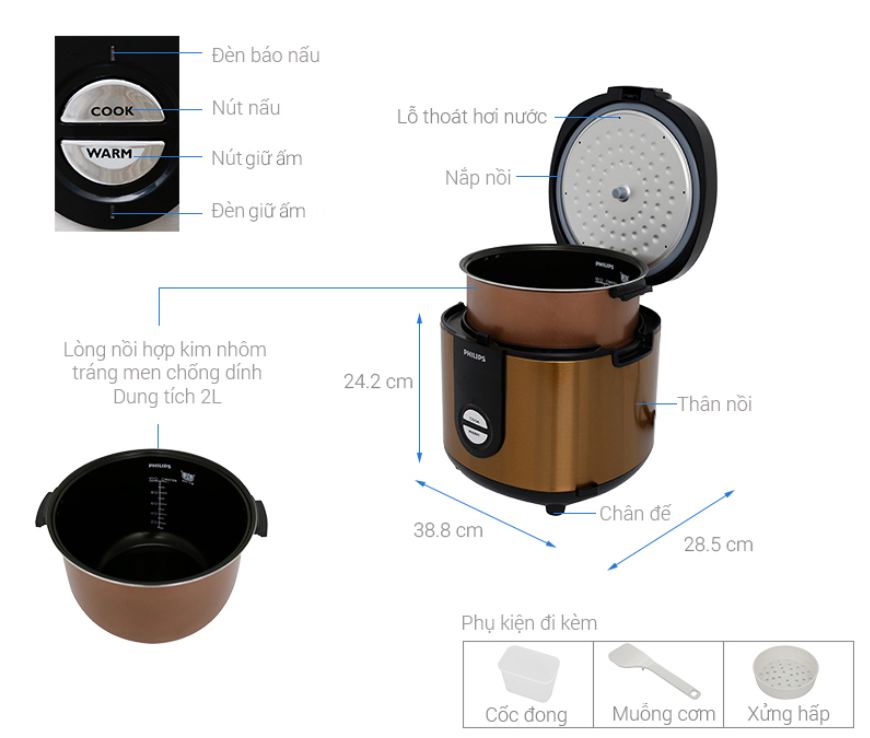 Đèn báo nấu
COOK
Nút nấu
WARM
Nút giữ ấm
Đèn giữ ấm
Lỗ thoát hơi nước
Nắp nồi
PHILIPS
Lòng nồi hợp kim nhôm
tráng men chống dính
Dung tích 2L
24.2 cm
PHILIPS
COOK
WARM
Thân nồi
PHILIPS
Chân đế
38.8 cm
28.5 cm
Phụ kiện đi kèm
Cốc đong
Muỗng cơm
Xửng hấp